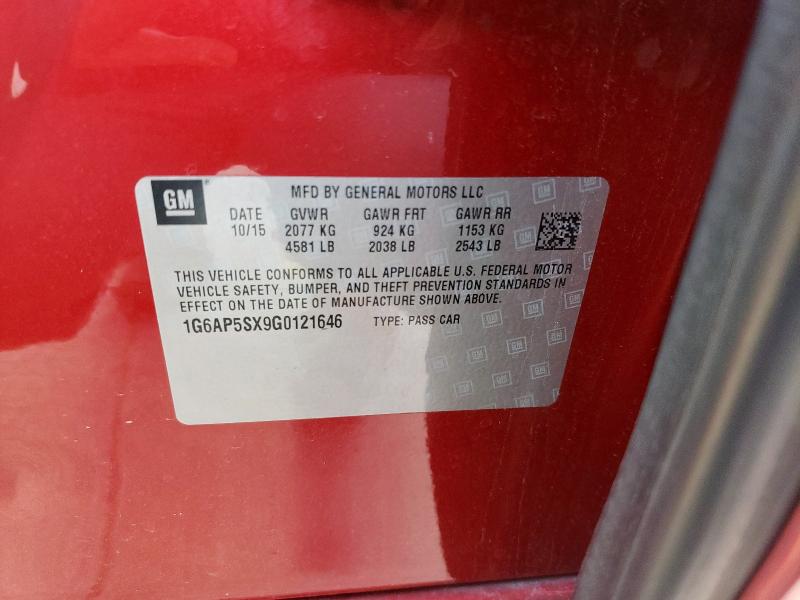 GM MFD BY GENERAL MOTORS LLC
DATE GVWR GAWR FRT GAWR RR
10/15 2077 KG 924 KG 1153 KG
4581 LB 2038 LB 2543 LB
THIS VEHICLE CONFORMS TO ALL APPLICABLE U.S. FEDERAL MOTOR
VEHICLE SAFETY, BUMPER, AND THEFT PREVENTION STANDARDS IN
EFFECT ON THE DATE OF MANUFACTURE SHOWN ABOVE.
1G6AP5SX9G0121646 TYPE: PASS CAR